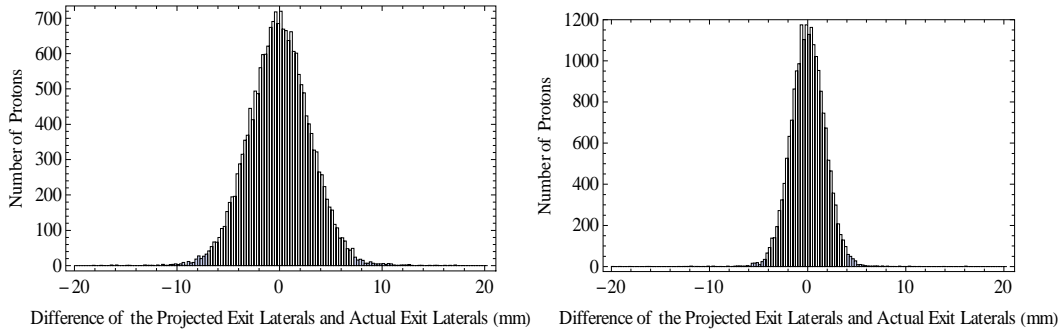 700
600
500
400
300
200
100
0
Number of Protons
−20 −10 0 10 20
Difference of the Projected Exit Laterals and Actual Exit Laterals (mm)
1200
1000
800
600
400
200
0
Number of Protons
−20 −10 0 10 20
Difference of the Projected Exit Laterals and Actual Exit Laterals (mm)